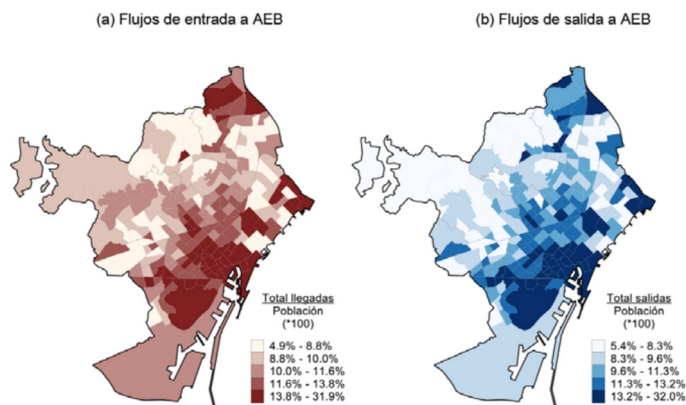 (a) Flujos de entrada a AEB
(b) Flujos de salida a AEB
Total llegadas
Población
(*100)
4.9% - 8.8%
8.8% - 10.0%
10.0% - 11.6%
11.6% - 13.8%
13.8% - 31.9%
Total salidas
Población
(*100)
5.4% - 8.3%
8.3% - 9.6%
9.6% - 11.3%
11.3% - 13.2%
13.2% - 32.0%